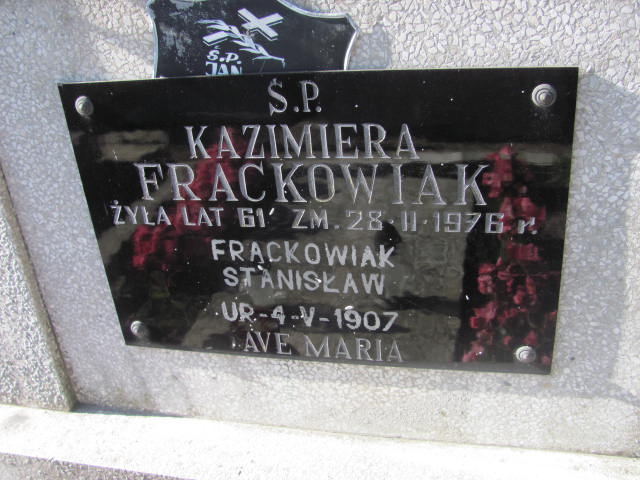 Ś.P.
JAN
Ś.P.
KAZIMIERA
FRĄCKOWIAK
ŻYŁA LAT 61 ZM. 28-II-1976 r.
FRĄCKOWIAK
STANISŁAW
UR-4-V-1907
AVE MARIA